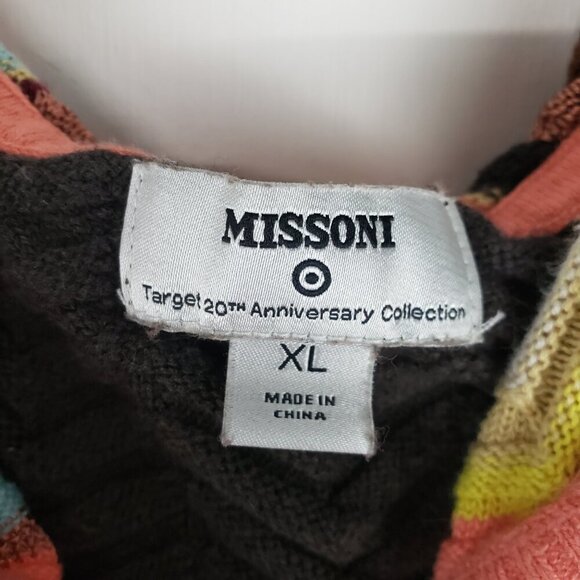 MISSONI
Target 20TH Anniversary Collection
XL
MADE IN
CHINA